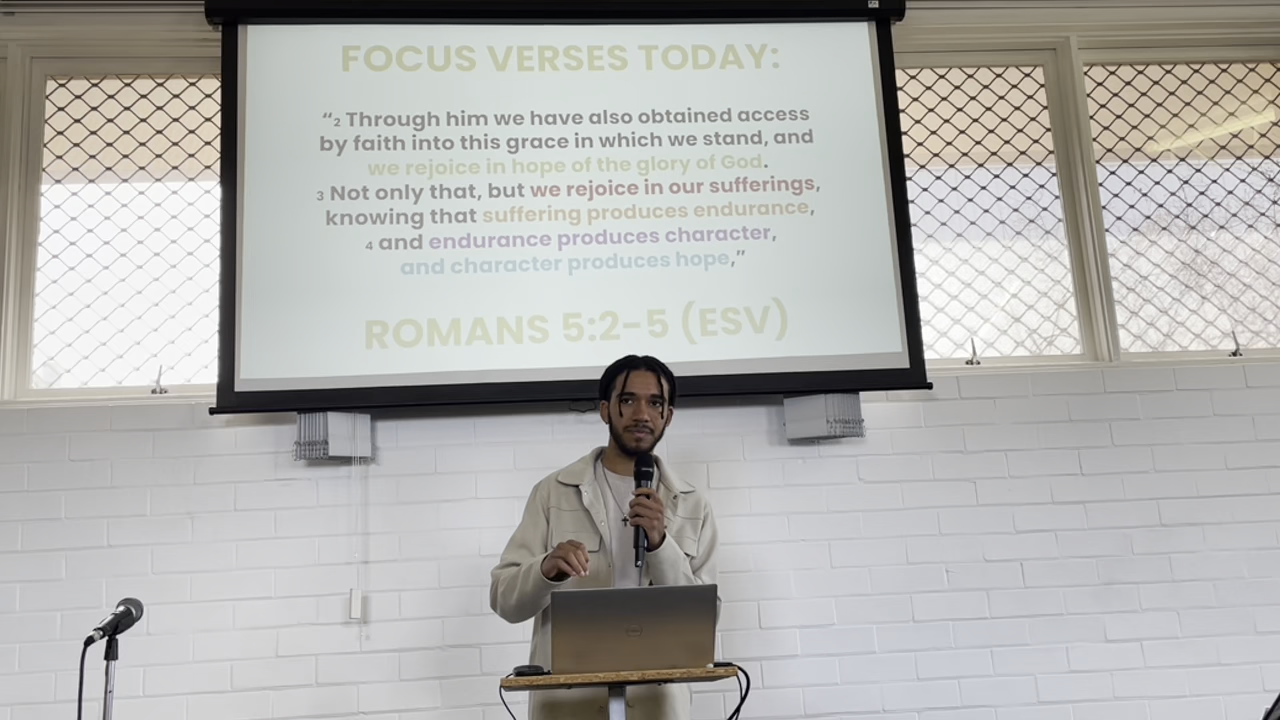 FOCUS VERSES TODAY:
“2 Through him we have also obtained access
by faith into this grace in which we stand, and
we rejoice in hope of the glory of God.
3 Not only that, but we rejoice in our sufferings,
knowing that suffering produces endurance,
4 and endurance produces character,
and character produces hope,”
ROMANS 5:2-5 (ESV)
DELL